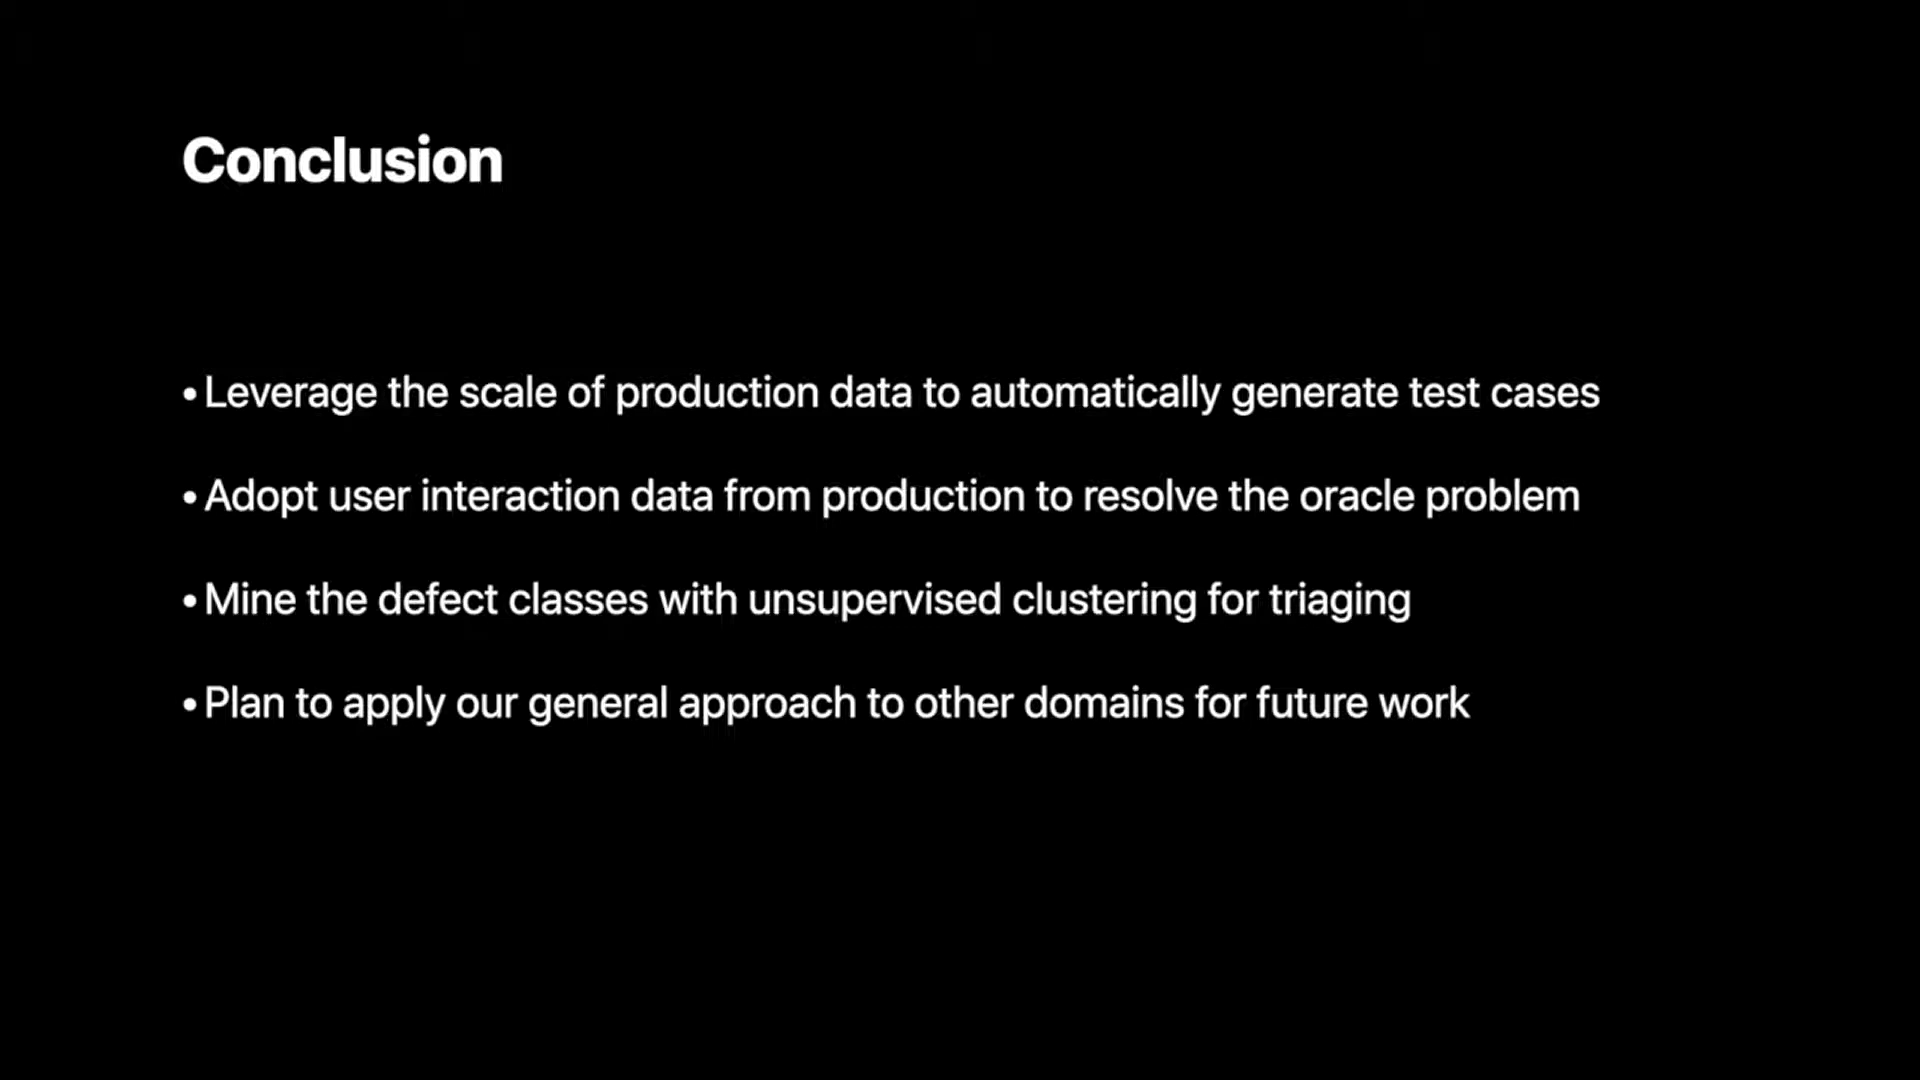 Conclusion
• Leverage the scale of production data to automatically generate test cases
• Adopt user interaction data from production to resolve the oracle problem
• Mine the defect classes with unsupervised clustering for triaging
• Plan to apply our general approach to other domains for future work